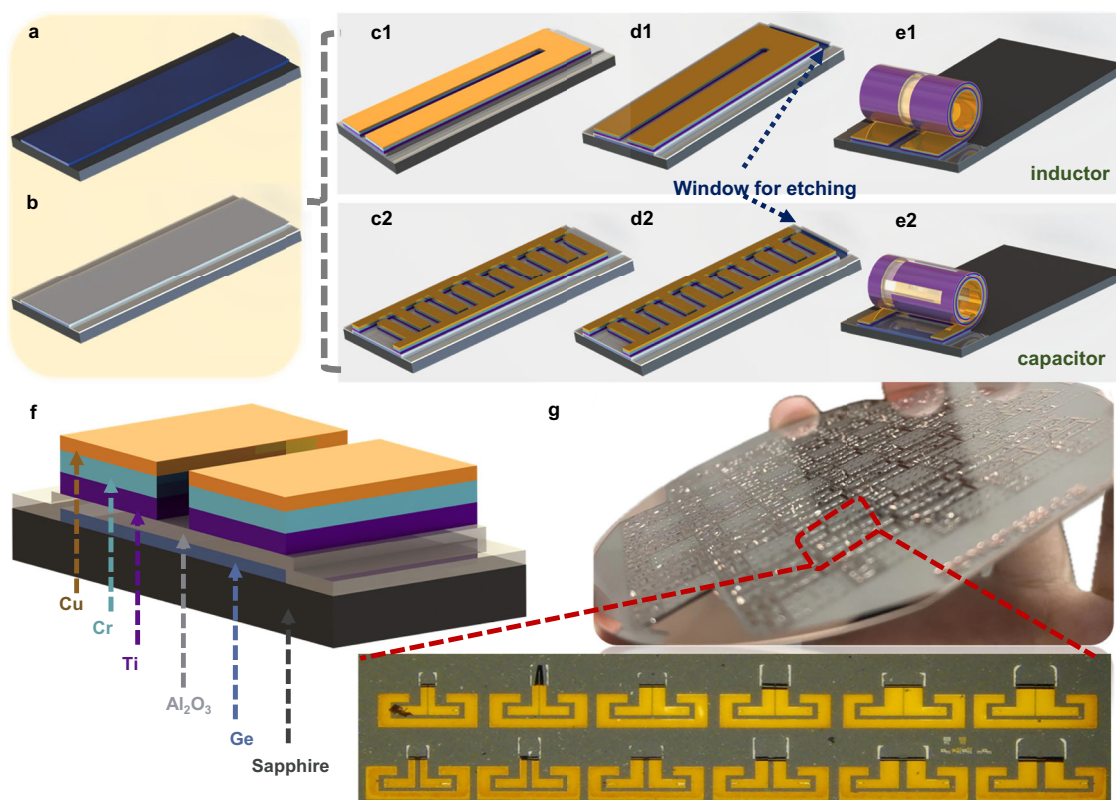 a
b
c1
d1
e1
inductor
Window for etching
c2
d2
e2
capacitor
f
g
Cu
Cr
Ti
Al₂O₃
Ge
Sapphire